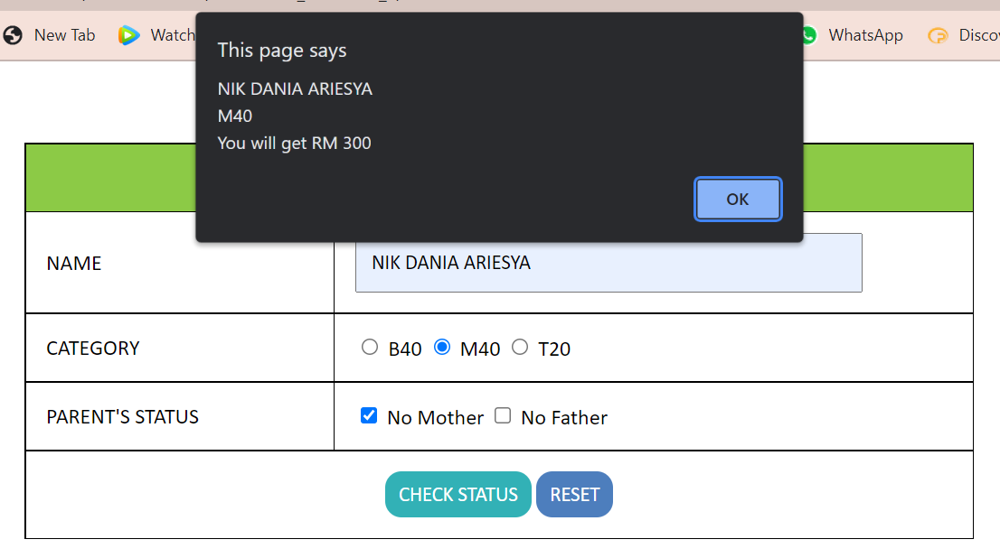 New Tab
Watch
WhatsApp
This page says
NIK DANIA ARIESYA
M40
You will get RM 300
OK
NAME
NIK DANIA ARIESYA
CATEGORY
B40 M40 T20
PARENT'S STATUS
No Mother No Father
CHECK STATUS RESET